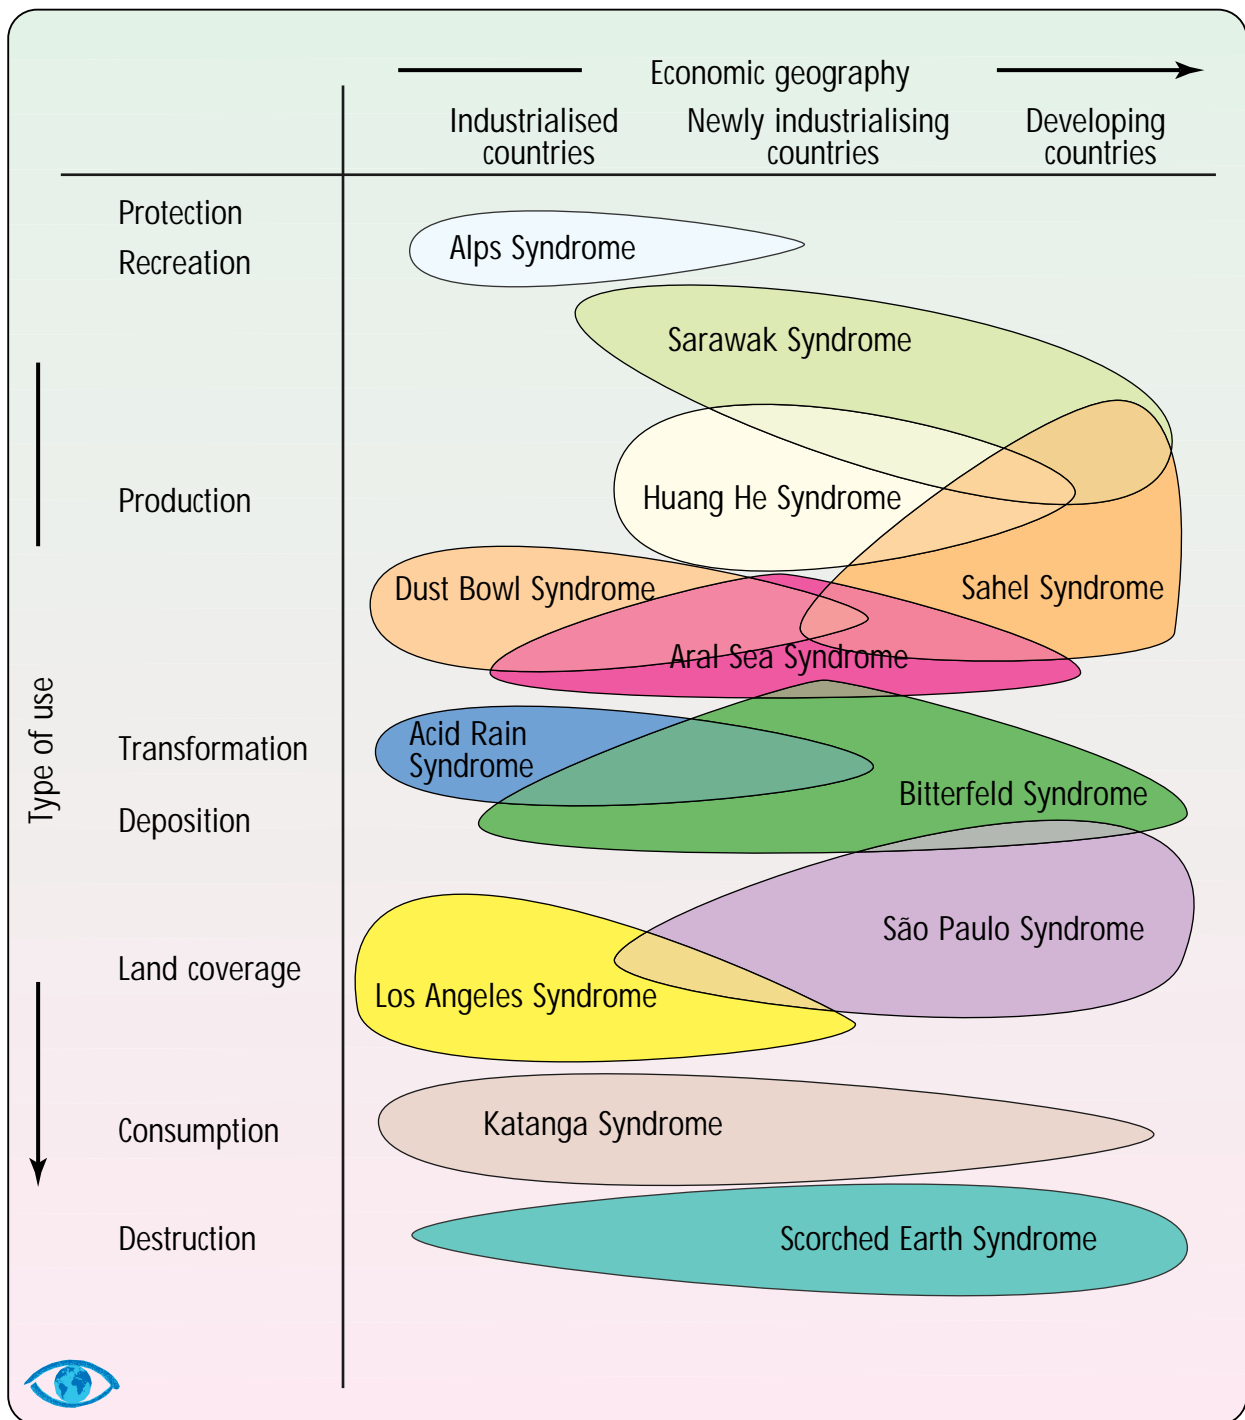 Economic geography
Industrialised
countries
Newly industrialising
countries
Developing
countries
Type of use
Protection
Recreation
Production
Transformation
Deposition
Land coverage
Consumption
Destruction
Alps Syndrome
Sarawak Syndrome
Huang He Syndrome
Dust Bowl Syndrome
Sahel Syndrome
Aral Sea Syndrome
Acid Rain
Syndrome
Bitterfeld Syndrome
São Paulo Syndrome
Los Angeles Syndrome
Katanga Syndrome
Scorched Earth Syndrome